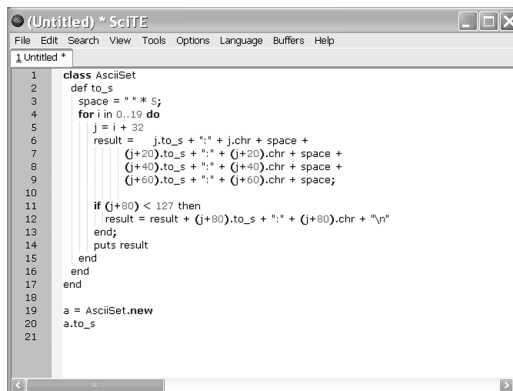 (Untitled) * SciTE
File Edit Search View Tools Options Language Buffers Help
1 Untitled *
1 class AsciiSet
2 def to_s
3 space = " " * 5;
4 for i in 0..19 do
5 j = i + 32
6 result = j.to_s + ":" + j.chr + space +
7 (j+20).to_s + ":" + (j+20).chr + space +
8 (j+40).to_s + ":" + (j+40).chr + space +
9 (j+60).to_s + ":" + (j+60).chr + space;
10
11 if (j+80) < 127 then
12 result = result + (j+80).to_s + ":" + (j+80).chr + "\n"
13 end;
14 puts result
15 end
16 end
17 end
18
19 a = AsciiSet.new
20 a.to_s
21